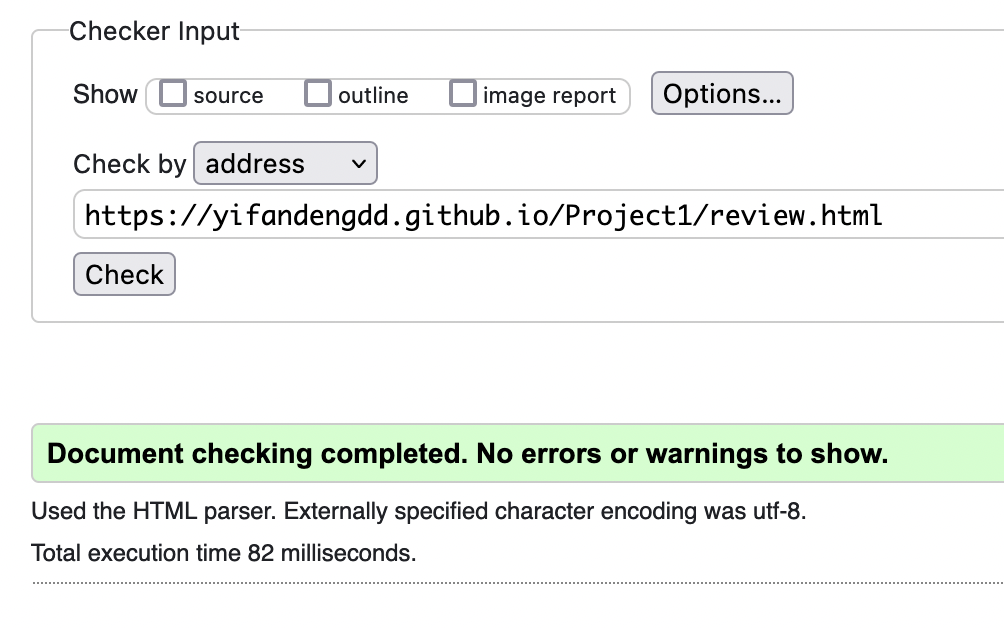 Checker Input
Show source outline image report Options...
Check by address
https://yifandengdd.github.io/Project1/review.html
Check
Document checking completed. No errors or warnings to show.
Used the HTML parser. Externally specified character encoding was utf-8.
Total execution time 82 milliseconds.